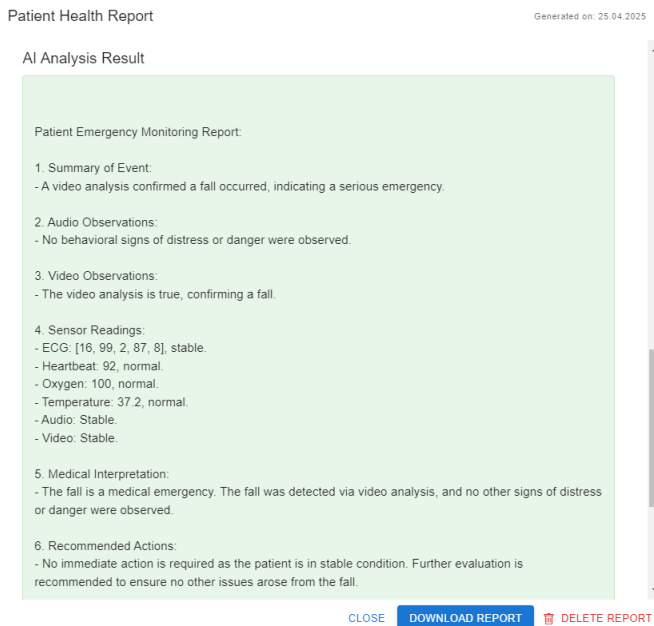 Patient Health Report
Generated on: 25.04.2025
AI Analysis Result
Patient Emergency Monitoring Report:
1. Summary of Event:
- A video analysis confirmed a fall occurred, indicating a serious emergency.
2. Audio Observations:
- No behavioral signs of distress or danger were observed.
3. Video Observations:
- The video analysis is true, confirming a fall.
4. Sensor Readings:
- ECG: [16, 99, 2, 87, 8], stable.
- Heartbeat: 92, normal.
- Oxygen: 100, normal.
- Temperature: 37.2, normal.
- Audio: Stable.
- Video: Stable.
5. Medical Interpretation:
- The fall is a medical emergency. The fall was detected via video analysis, and no other signs of distress
or danger were observed.
6. Recommended Actions:
- No immediate action is required as the patient is in stable condition. Further evaluation is
recommended to ensure no other issues arose from the fall.
CLOSE DOWNLOAD REPORT DELETE REPORT